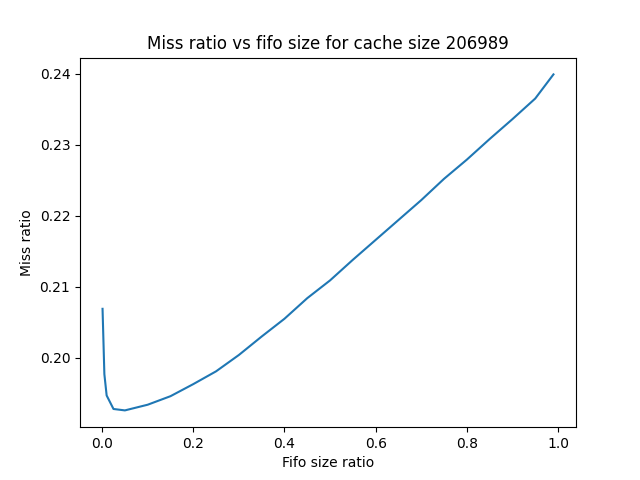 Miss ratio vs fifo size for cache size 206989
0.24
0.23
0.22
0.21
0.20
Miss ratio
0.0 0.2 0.4 0.6 0.8 1.0
Fifo size ratio